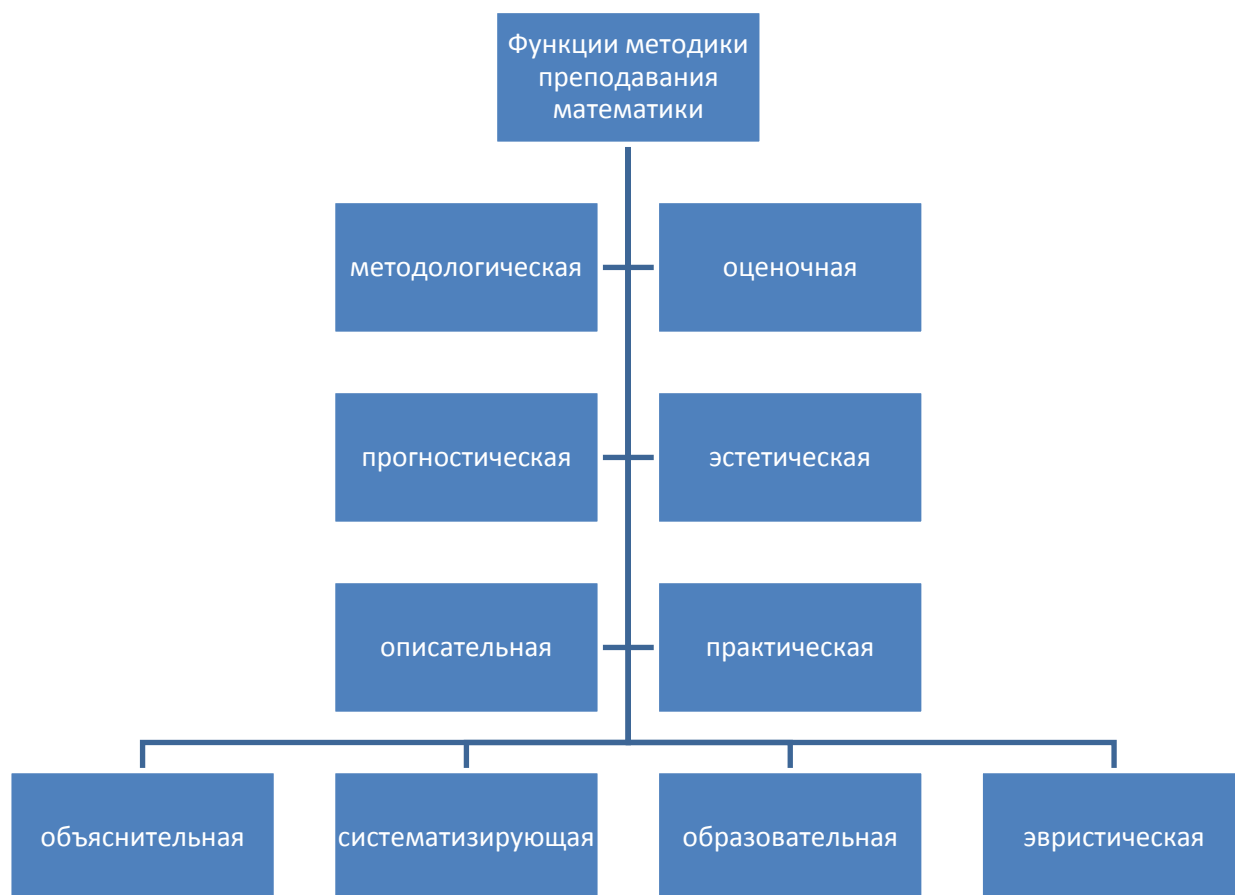 Функции методики
преподавания
математики
методологическая
оценочная
прогностическая
эстетическая
описательная
практическая
объяснительная
систематизирующая
образовательная
эвристическая